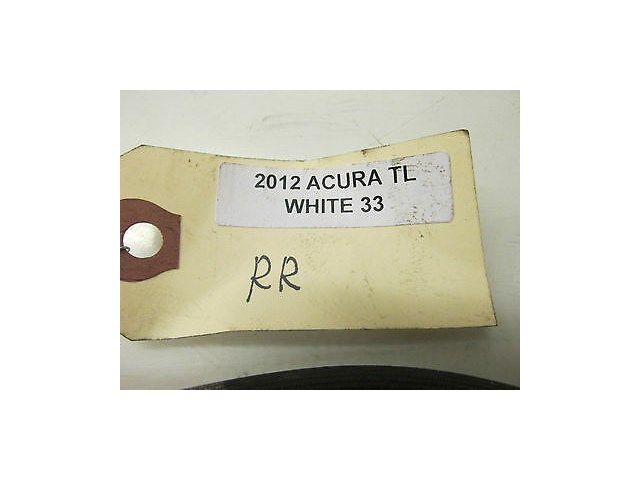 2012 ACURA TL
WHITE 33
RR